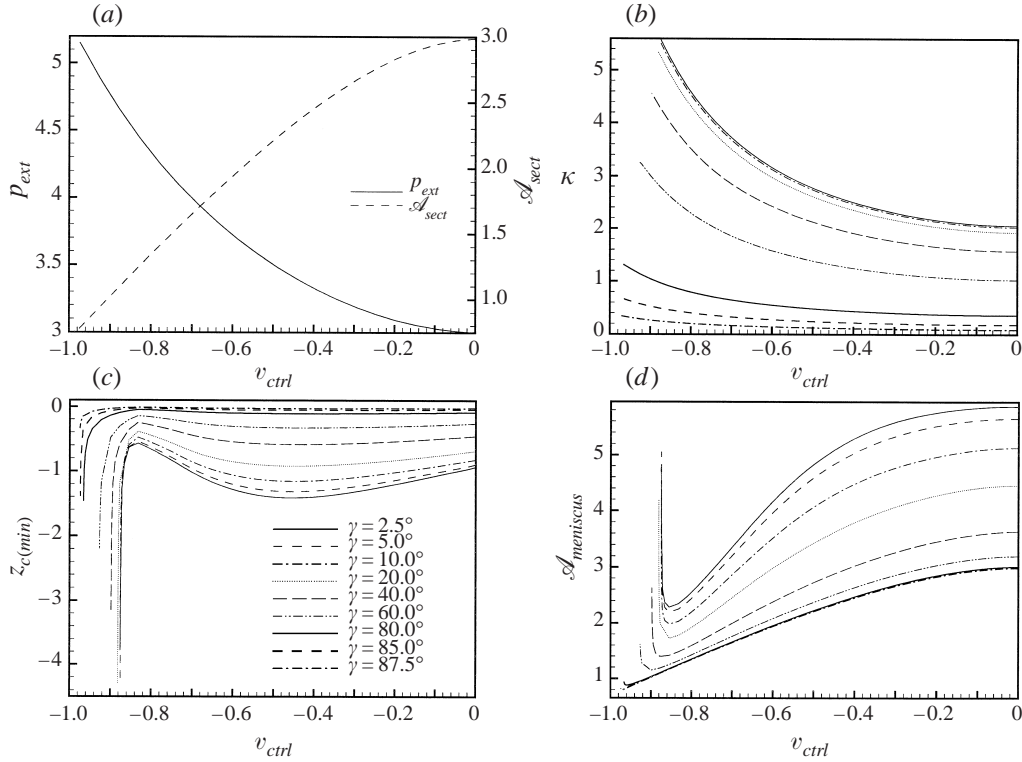 (a)
5
4.5
4
3.5
3
p_ext
3.0
2.5
2.0
1.5
1.0
𝒜_sect
p_ext
𝒜_sect
−1.0 −0.8 −0.6 −0.4 −0.2 0
v_ctrl
(b)
5
4
3
2
1
0
κ
−1.0 −0.8 −0.6 −0.4 −0.2 0
v_ctrl
(c)
0
−1
−2
−3
−4
z_c(min)
γ = 2.5°
γ = 5.0°
γ = 10.0°
γ = 20.0°
γ = 40.0°
γ = 60.0°
γ = 80.0°
γ = 85.0°
γ = 87.5°
−1.0 −0.8 −0.6 −0.4 −0.2 0
v_ctrl
(d)
5
4
3
2
1
𝒜_meniscus
−1.0 −0.8 −0.6 −0.4 −0.2 0
v_ctrl